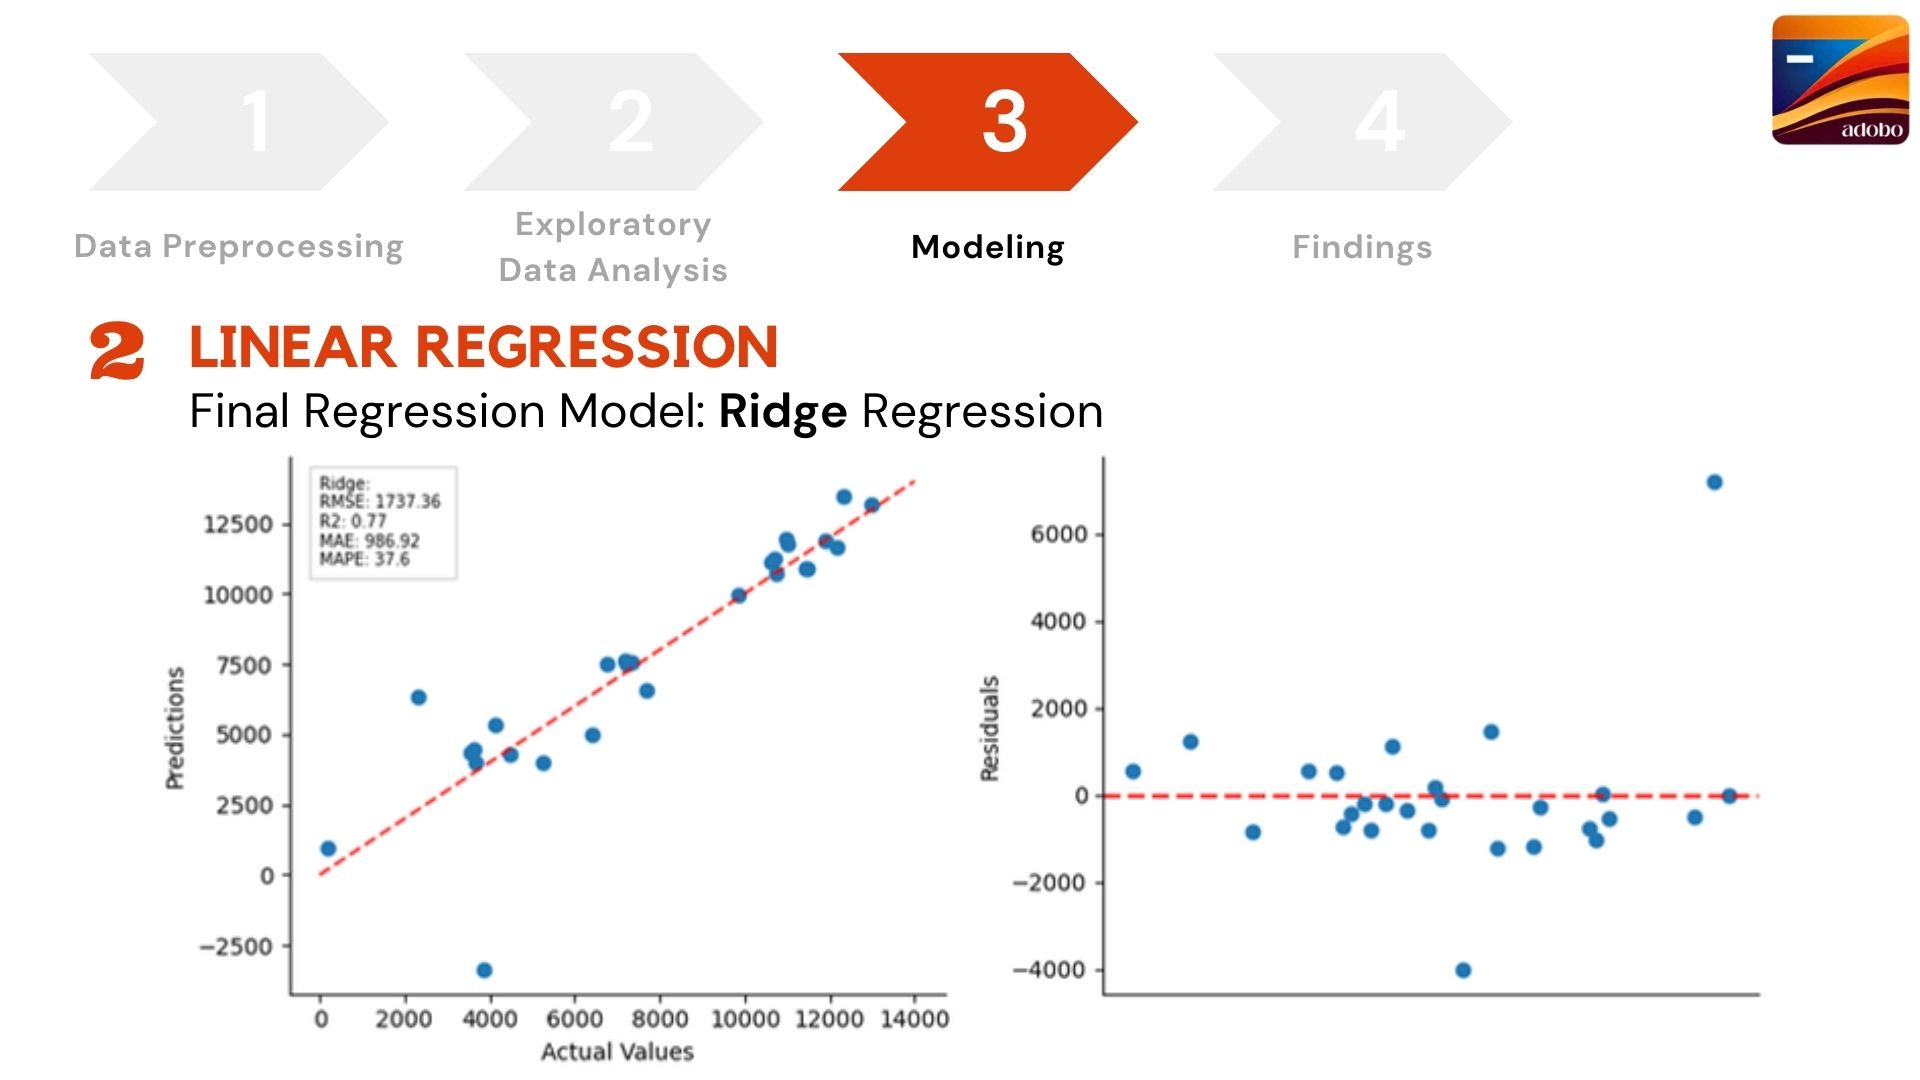 1
2
3
4
adobo
Data Preprocessing
Exploratory
Data Analysis
Modeling
Findings
2 LINEAR REGRESSION
Final Regression Model: Ridge Regression
Ridge:
RMSE: 1737.36
R2: 0.77
MAE: 986.92
MAPE: 37.6
12500
10000
7500
5000
2500
0
−2500
Predictions
0 2000 4000 6000 8000 10000 12000 14000
Actual Values
6000
4000
2000
0
−2000
−4000
Residuals